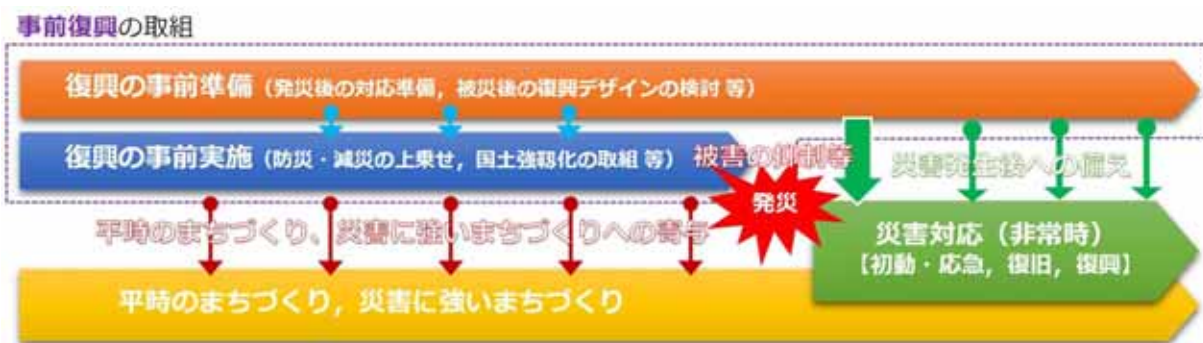 事前復興の取組
復興の事前準備（発災後の対応準備，被災後の復興デザインの検討 等）
復興の事前実施（防災・減災の上乗せ，国土強靱化の取組 等）
被害の抑制等
災害発生後への備え
発災
平時のまちづくり、災害に強いまちづくりへの寄与
災害対応（非常時）
【初動・応急，復旧，復興】
平時のまちづくり，災害に強いまちづくり